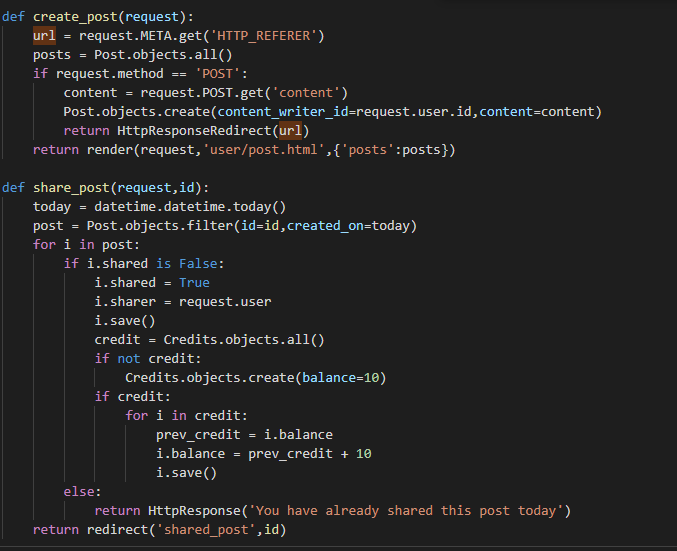 def create_post(request):
    url = request.META.get('HTTP_REFERER')
    posts = Post.objects.all()
    if request.method == 'POST':
        content = request.POST.get('content')
        Post.objects.create(content_writer_id=request.user.id,content=content)
        return HttpResponseRedirect(url)
    return render(request,'user/post.html',{'posts':posts})

def share_post(request,id):
    today = datetime.datetime.today()
    post = Post.objects.filter(id=id,created_on=today)
    for i in post:
        if i.shared is False:
            i.shared = True
            i.sharer = request.user
            i.save()
            credit = Credits.objects.all()
            if not credit:
                Credits.objects.create(balance=10)
            if credit:
                for i in credit:
                    prev_credit = i.balance
                    i.balance = prev_credit + 10
                    i.save()
        else:
            return HttpResponse('You have already shared this post today')
    return redirect('shared_post',id)